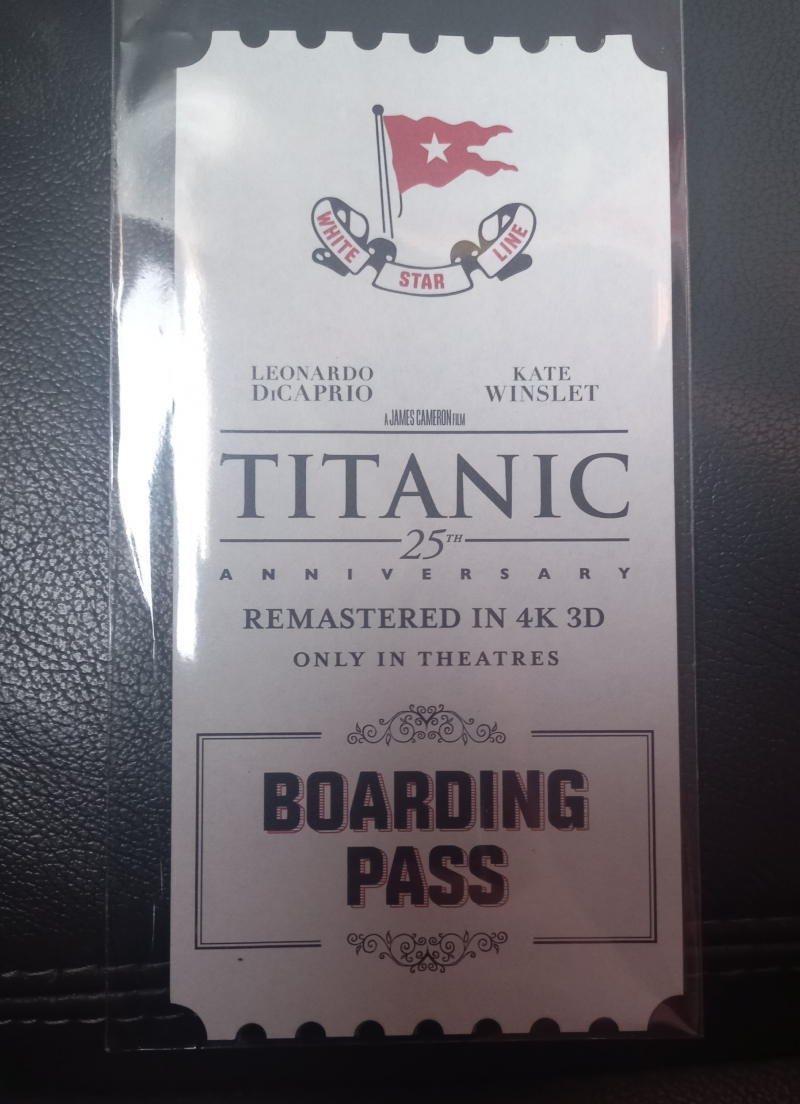 WHITE STAR LINE
LEONARDO
DiCAPRIO
KATE
WINSLET
A JAMES CAMERON FILM
TITANIC
25TH
ANNIVERSARY
REMASTERED IN 4K 3D
ONLY IN THEATRES
BOARDING
PASS